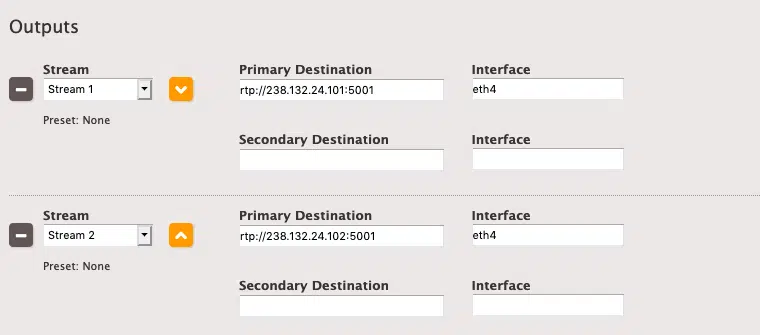 Outputs
Stream Primary Destination Interface
Stream 1 rtp://238.132.24.101:5001 eth4
Preset: None
Secondary Destination Interface
Stream Primary Destination Interface
Stream 2 rtp://238.132.24.102:5001 eth4
Preset: None
Secondary Destination Interface